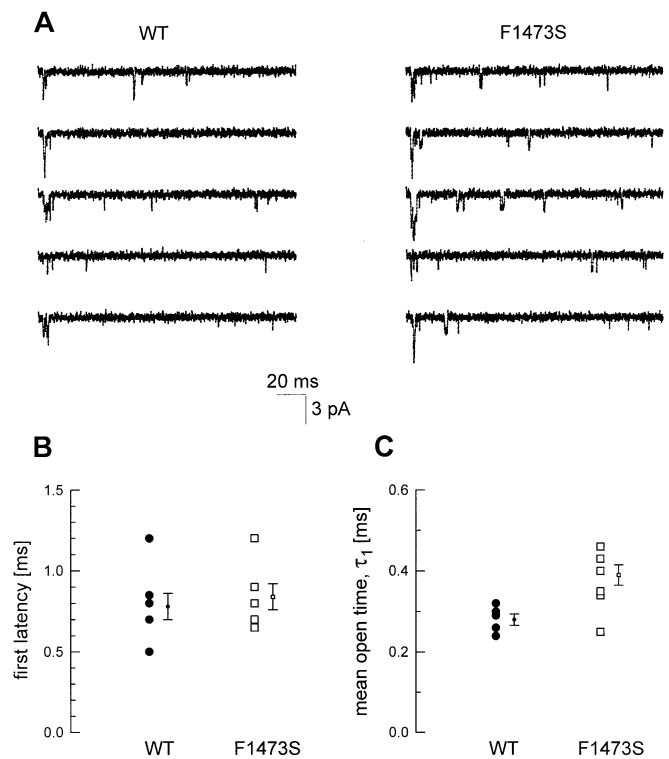 A
WT
F1473S
20 ms
3 pA
B
first latency [ms]
1.5
1.0
0.5
0.0
WT
F1473S
C
mean open time, τ1 [ms]
0.6
0.4
0.2
0.0
WT
F1473S